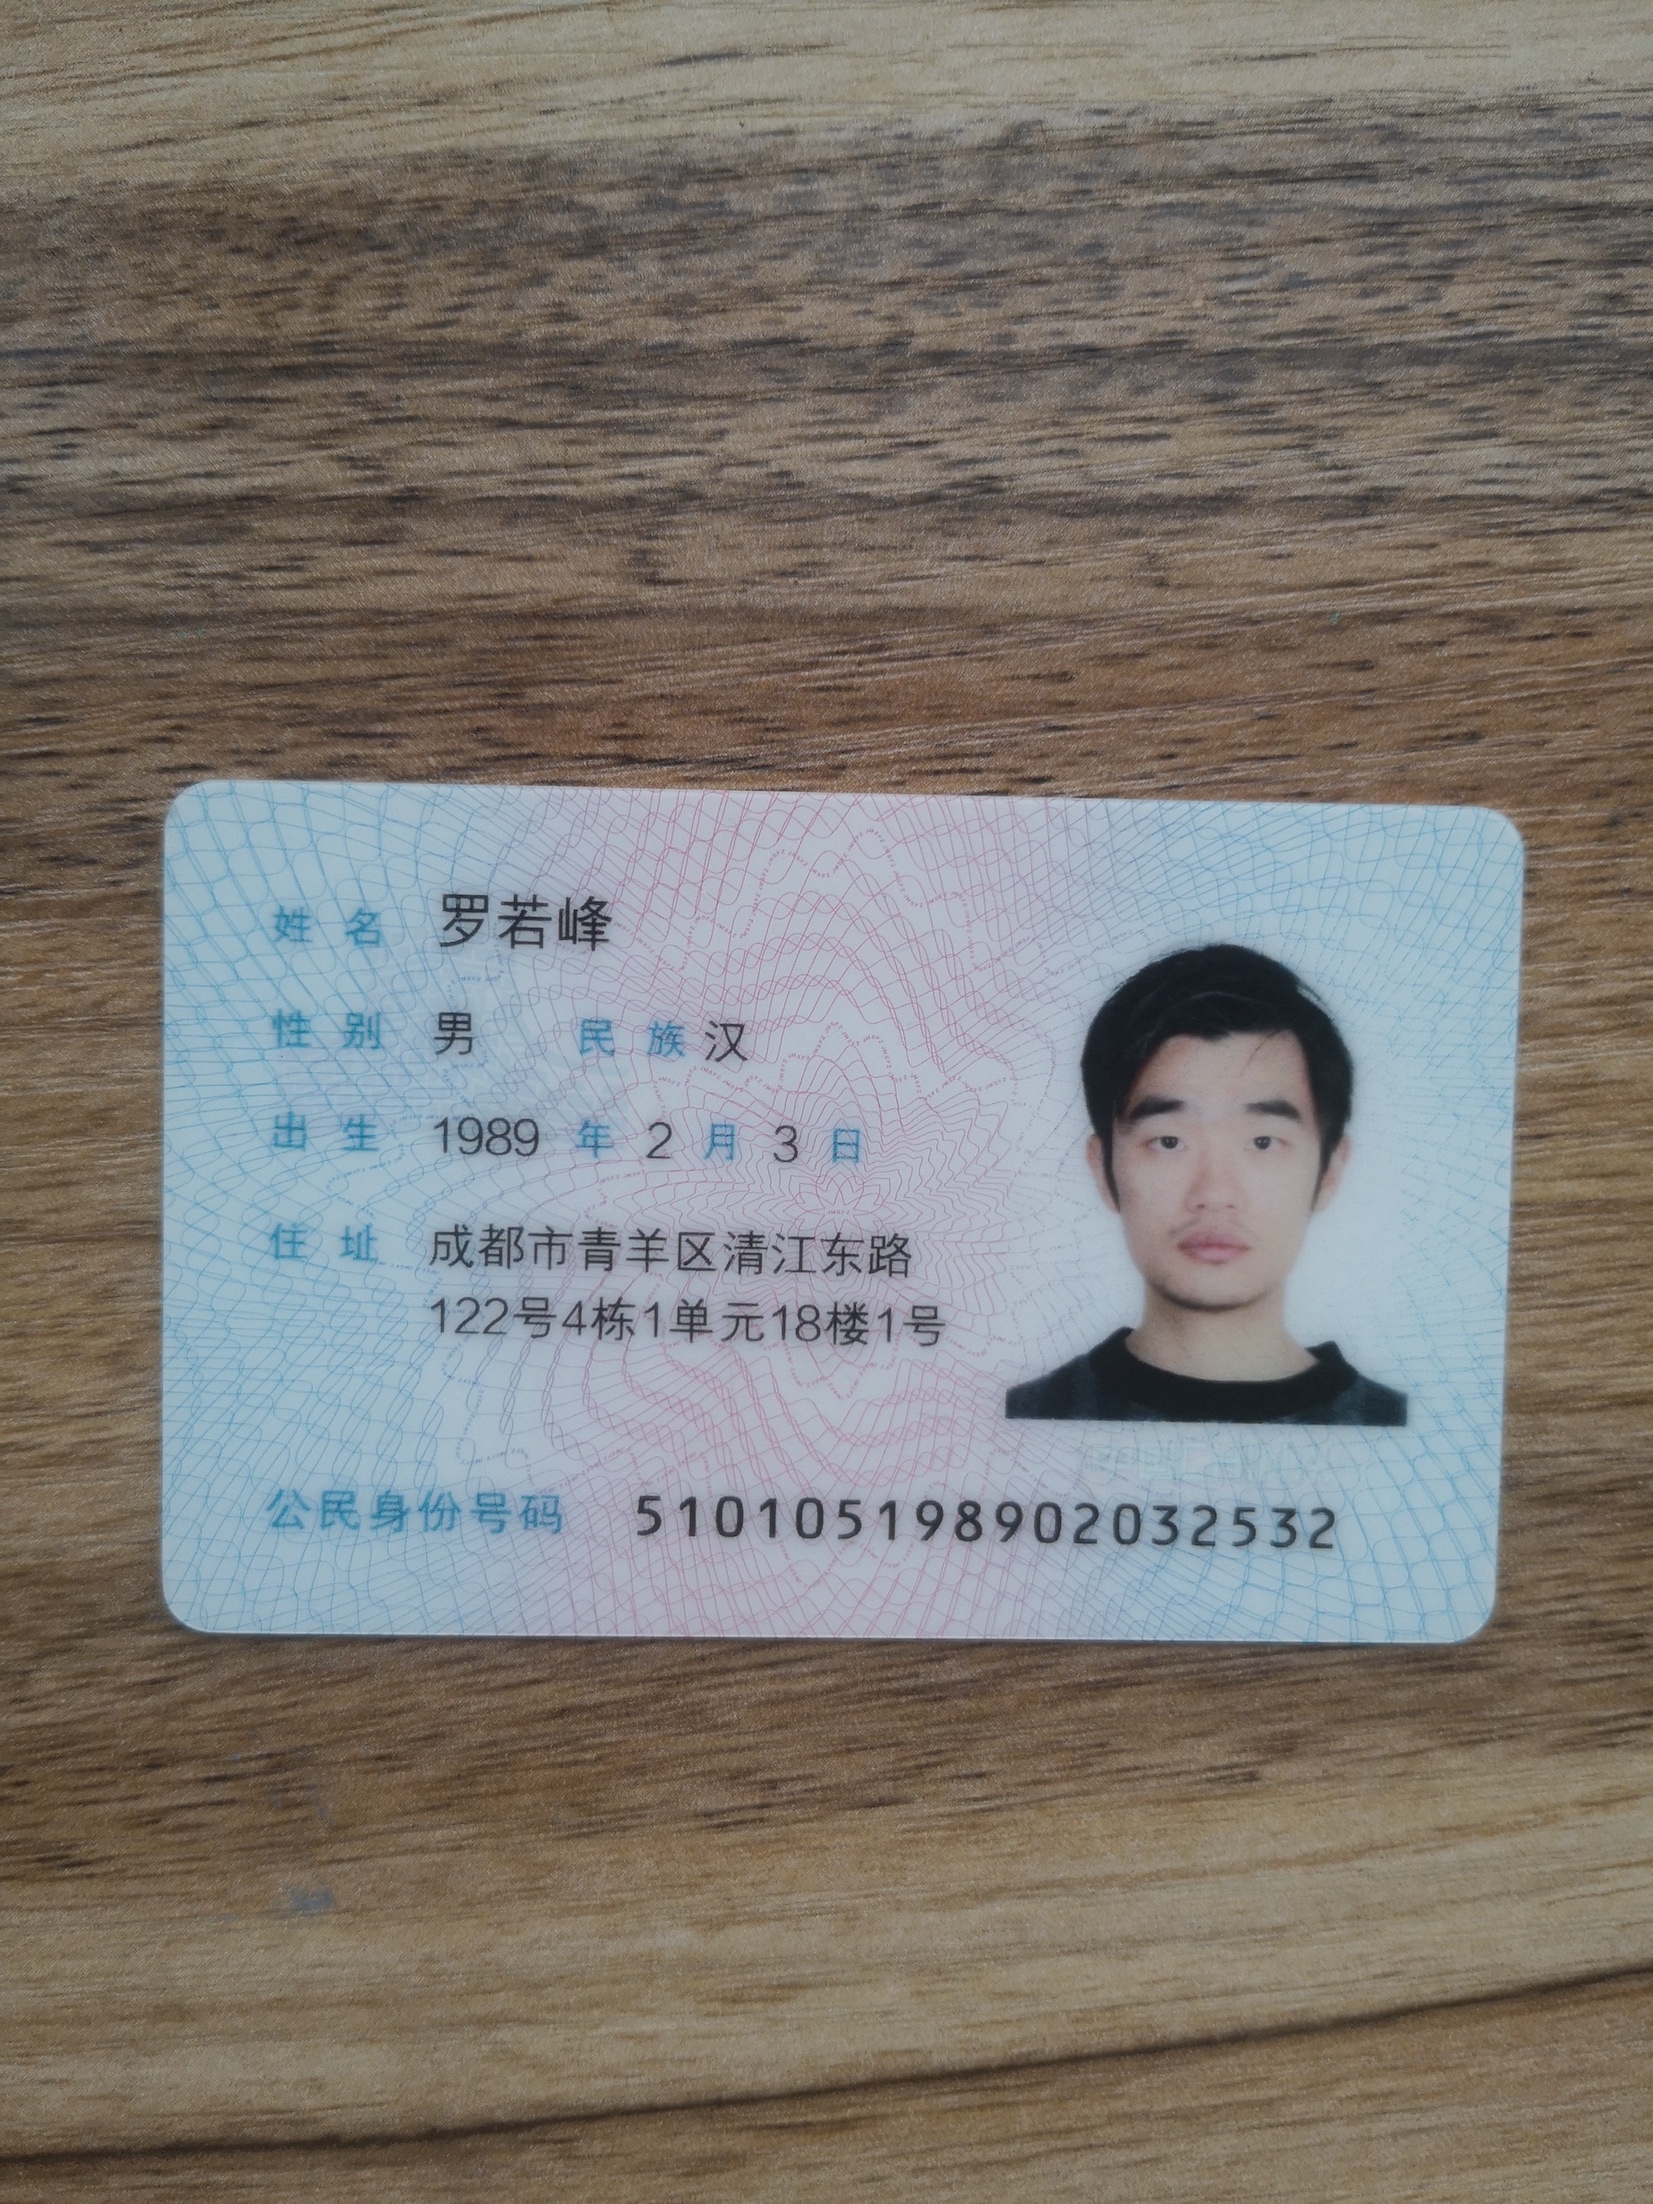 姓名 罗若峰
性别 男 民族 汉
出生 1989 年 2 月 3 日
住址 成都市青羊区清江东路
122号4栋1单元18楼1号
公民身份号码 510105198902032532